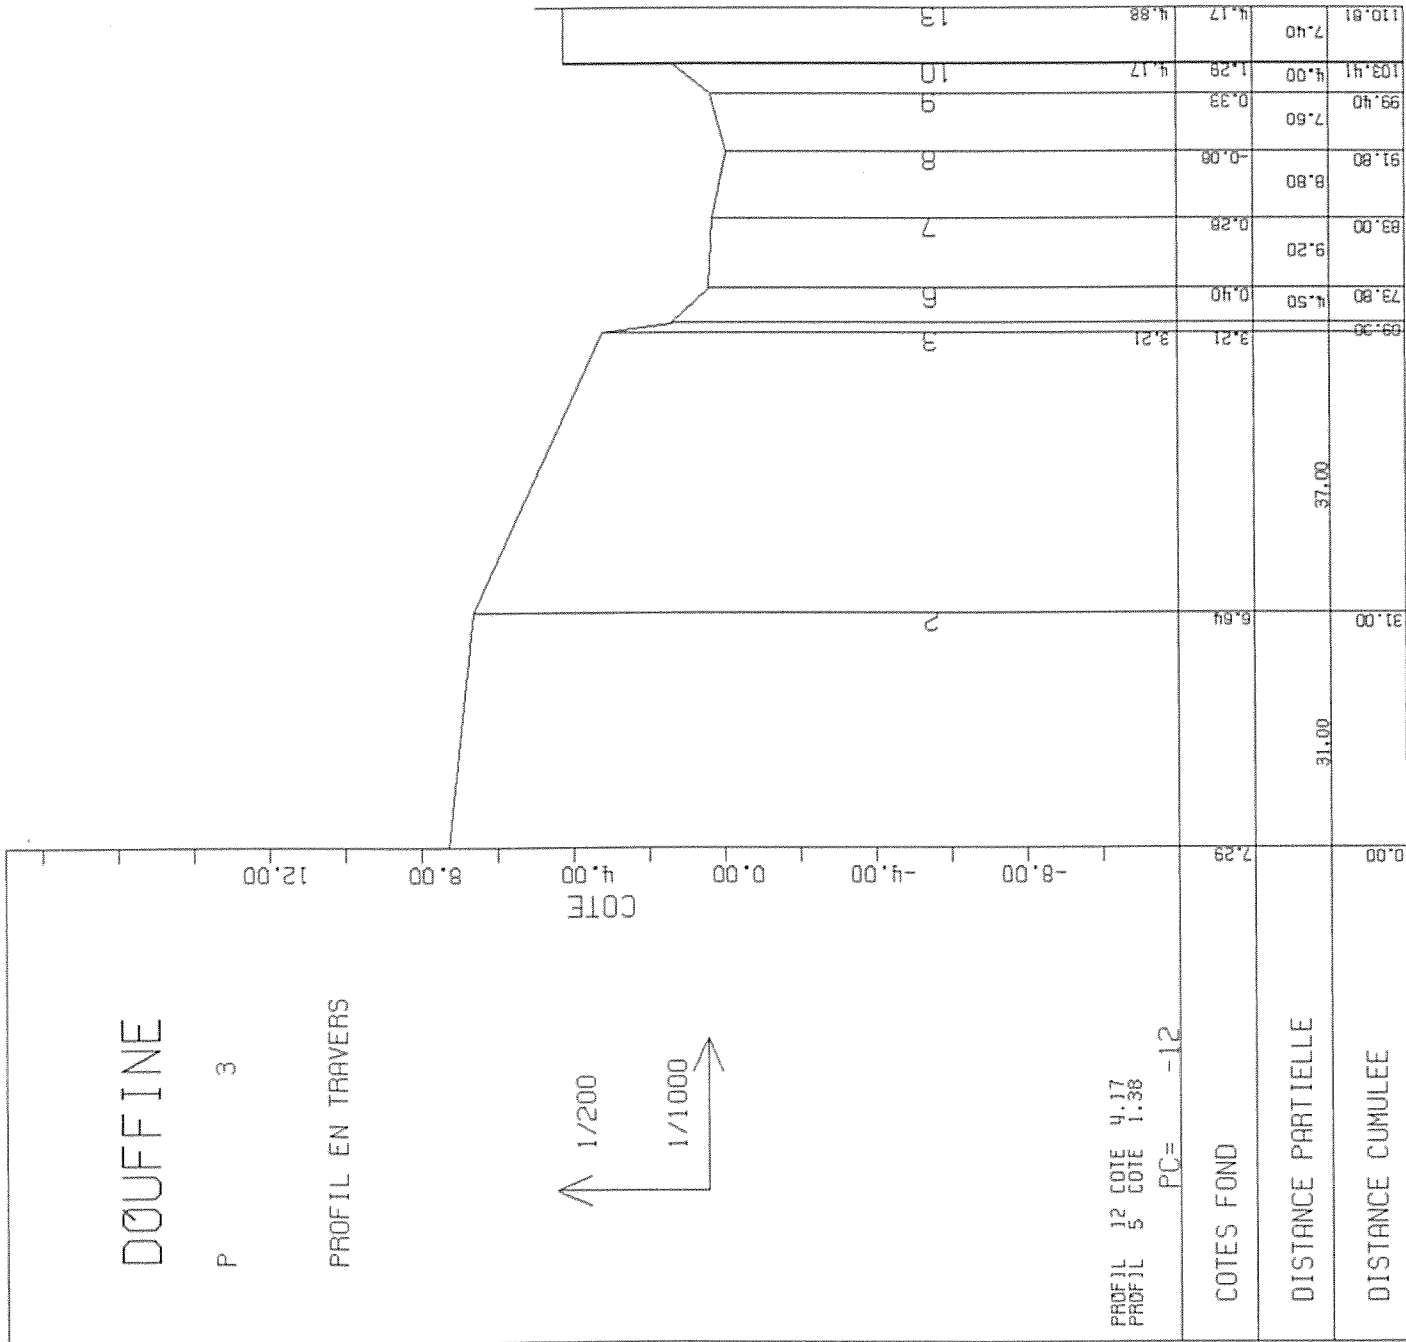 DØUFFINE
P 3
PROFIL EN TRAVERS
1/200
1/1000
PROFIL 12 COTE 4.17
PROFIL 5 COTE 1.38
PC= -12
COTE
12.00
8.00
4.00
0.00
-4.00
-8.00
2 3 6 7 8 9 10 13
3.21 4.17 4.88
COTES FOND 7.29 6.64 3.21 0.40 0.28 -0.08 0.33 1.29 4.17
DISTANCE PARTIELLE 31.00 37.00 4.50 9.20 8.80 7.60 4.00 7.40
DISTANCE CUMULEE 0.00 31.00 73.80 83.00 91.80 99.40 103.41 110.81